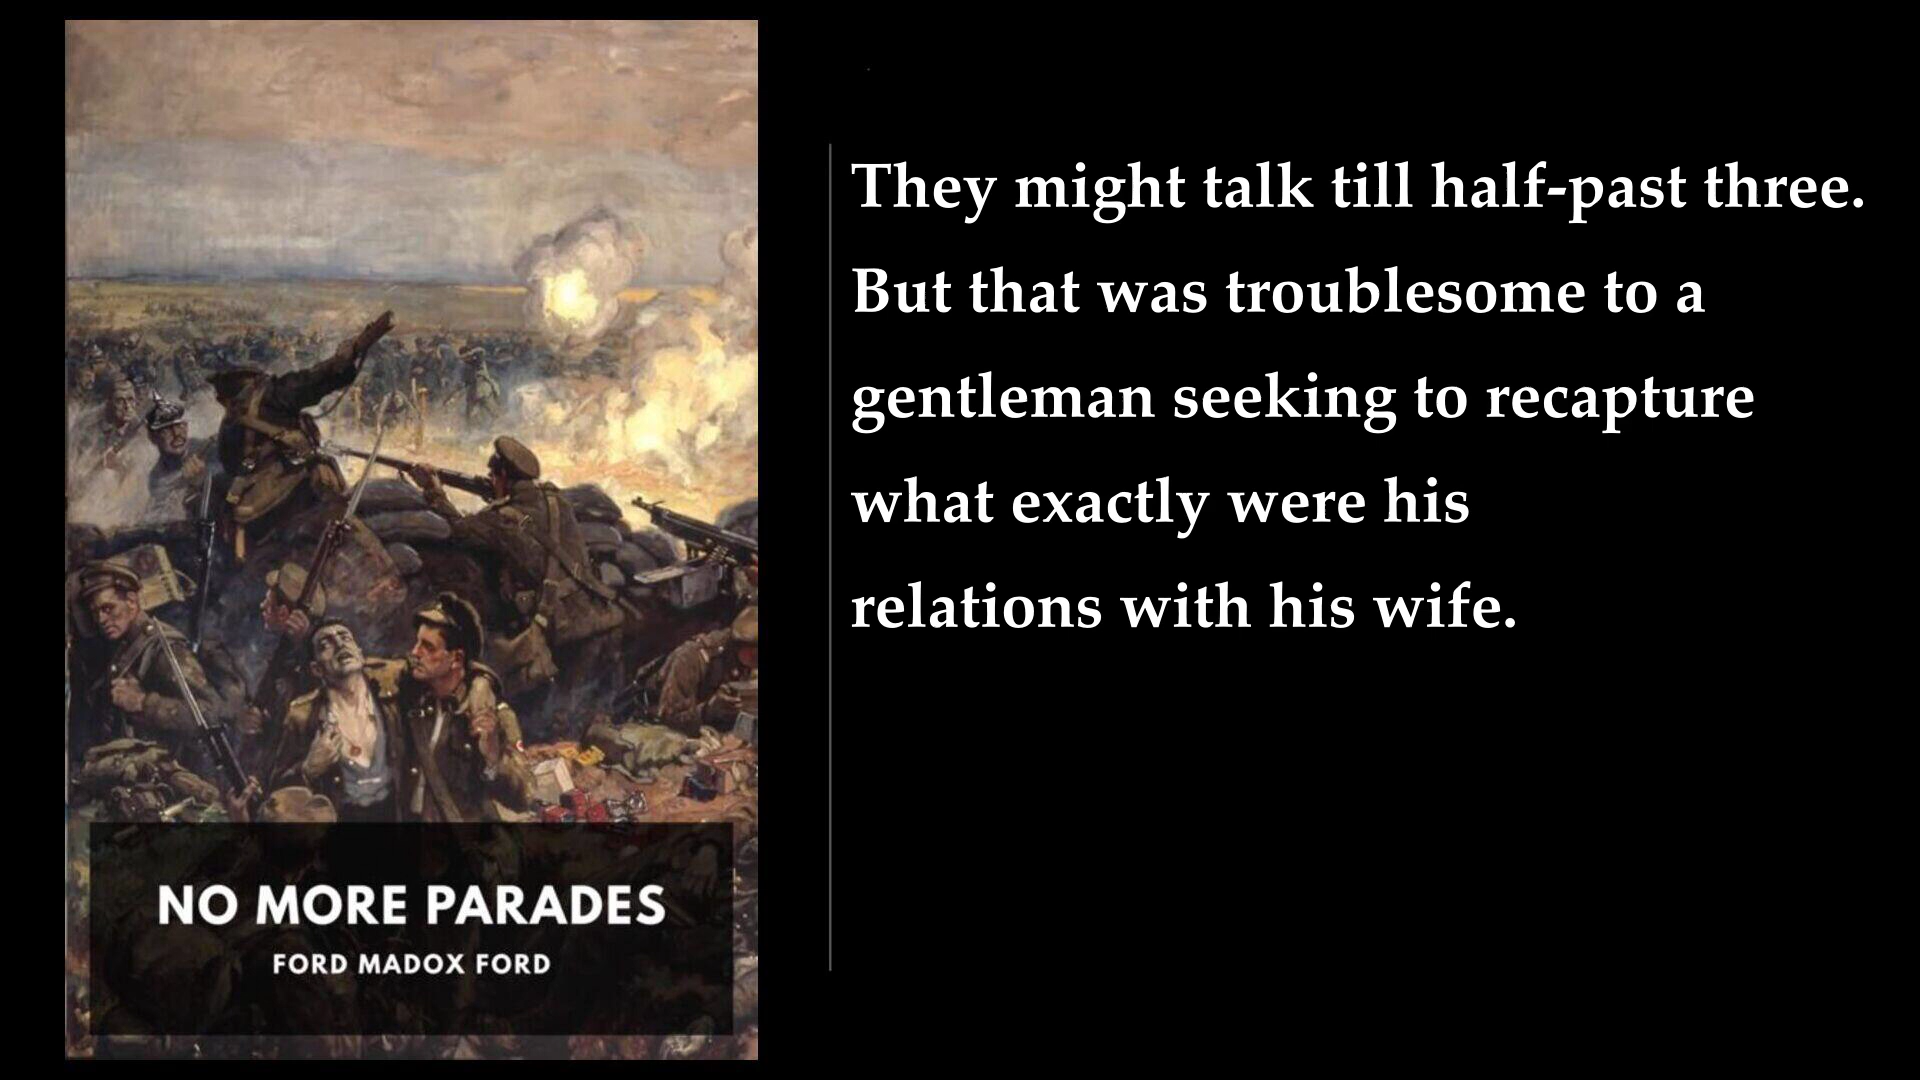 NO MORE PARADES
FORD MADOX FORD
They might talk till half-past three.
But that was troublesome to a
gentleman seeking to recapture
what exactly were his
relations with his wife.